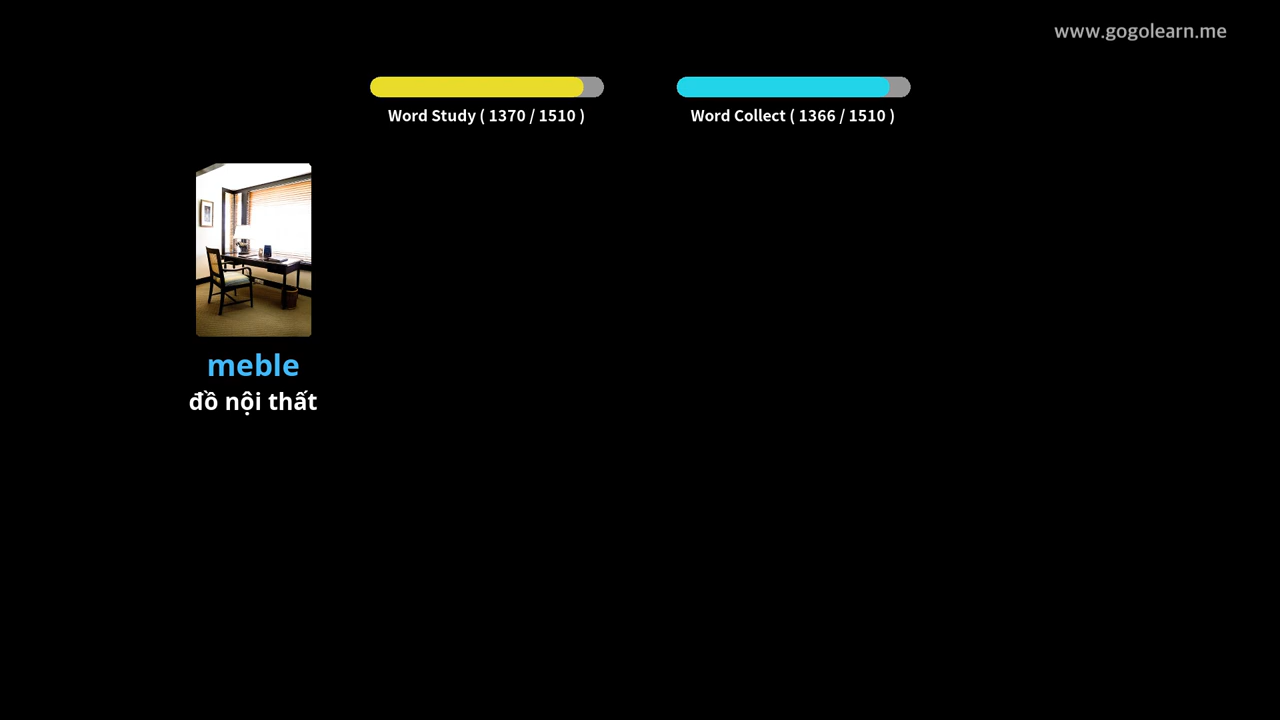 www.gogolearn.me
Word Study ( 1370 / 1510 )
Word Collect ( 1366 / 1510 )
meble
đồ nội thất